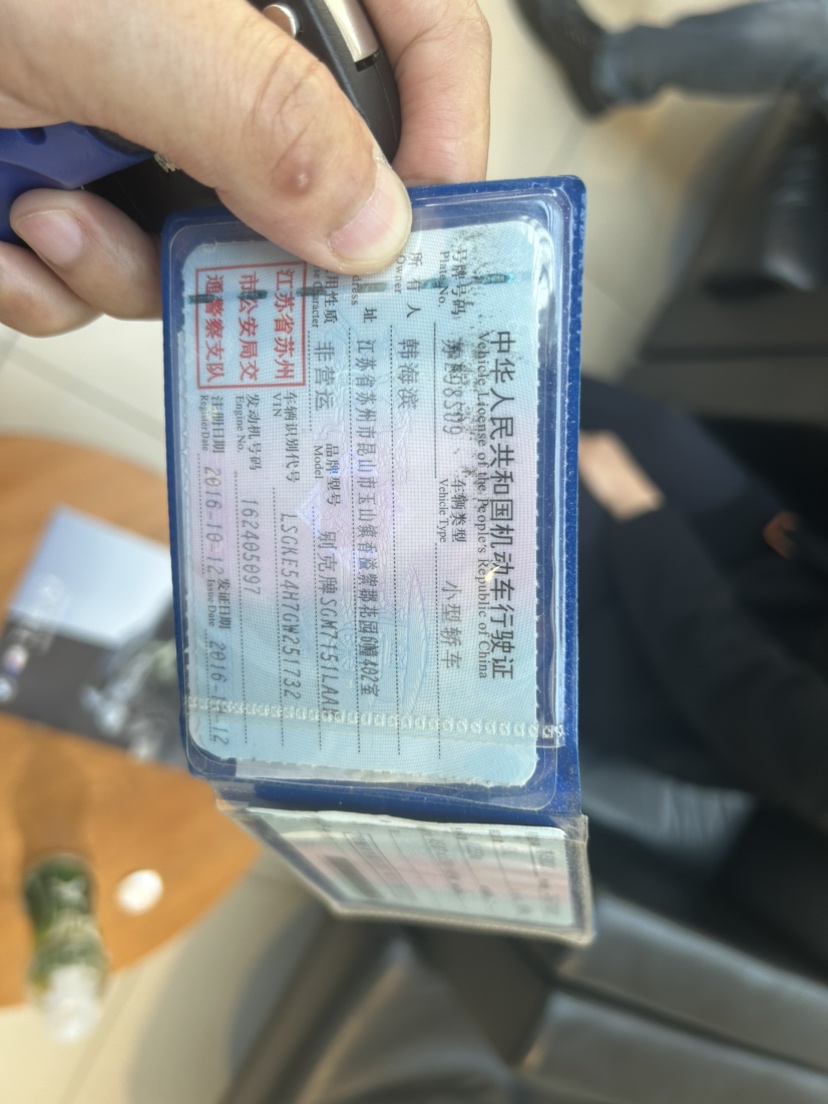 中华人民共和国机动车行驶证
Vehicle License of the People's Republic of China
号牌号码
Plate No.
车辆类型 小型轿车
Vehicle Type
所有人 韩海滨
Owner
址 江苏省苏州市昆山市玉山镇香溢紫郡花园6幢402室
用性质 非营运 品牌型号 别克牌SGM7151LAA
Character Model
江苏省苏州
市公安局交
通警察支队
车辆识别代号 LSGKE54H7GW251732
VIN
发动机号码 162405097
Engine No.
注册日期 2016-10-12 发证日期
Register Date Issue Date